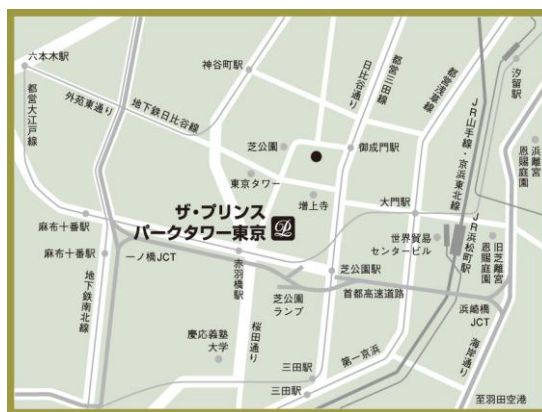 六本木駅
都営大江戸線
外苑東通り
地下鉄日比谷線
神谷町駅
日比谷通り
都営三田線
都営浅草線
JR山手線・京浜東北線
汐留駅
浜離宮
恩賜庭園
芝公園
御成門駅
東京タワー
増上寺
大門駅
ザ・プリンス
パークタワー東京
麻布十番駅
麻布十番駅
一ノ橋JCT
赤羽橋駅
世界貿易
センタービル
JR浜松町駅
旧芝離宮
恩賜庭園
芝公園駅
地下鉄南北線
芝公園
ランプ
首都高速道路
浜崎橋
JCT
慶応義塾
大学
桜田通り
三田駅
三田駅
第一京浜
海岸通り
至羽田空港